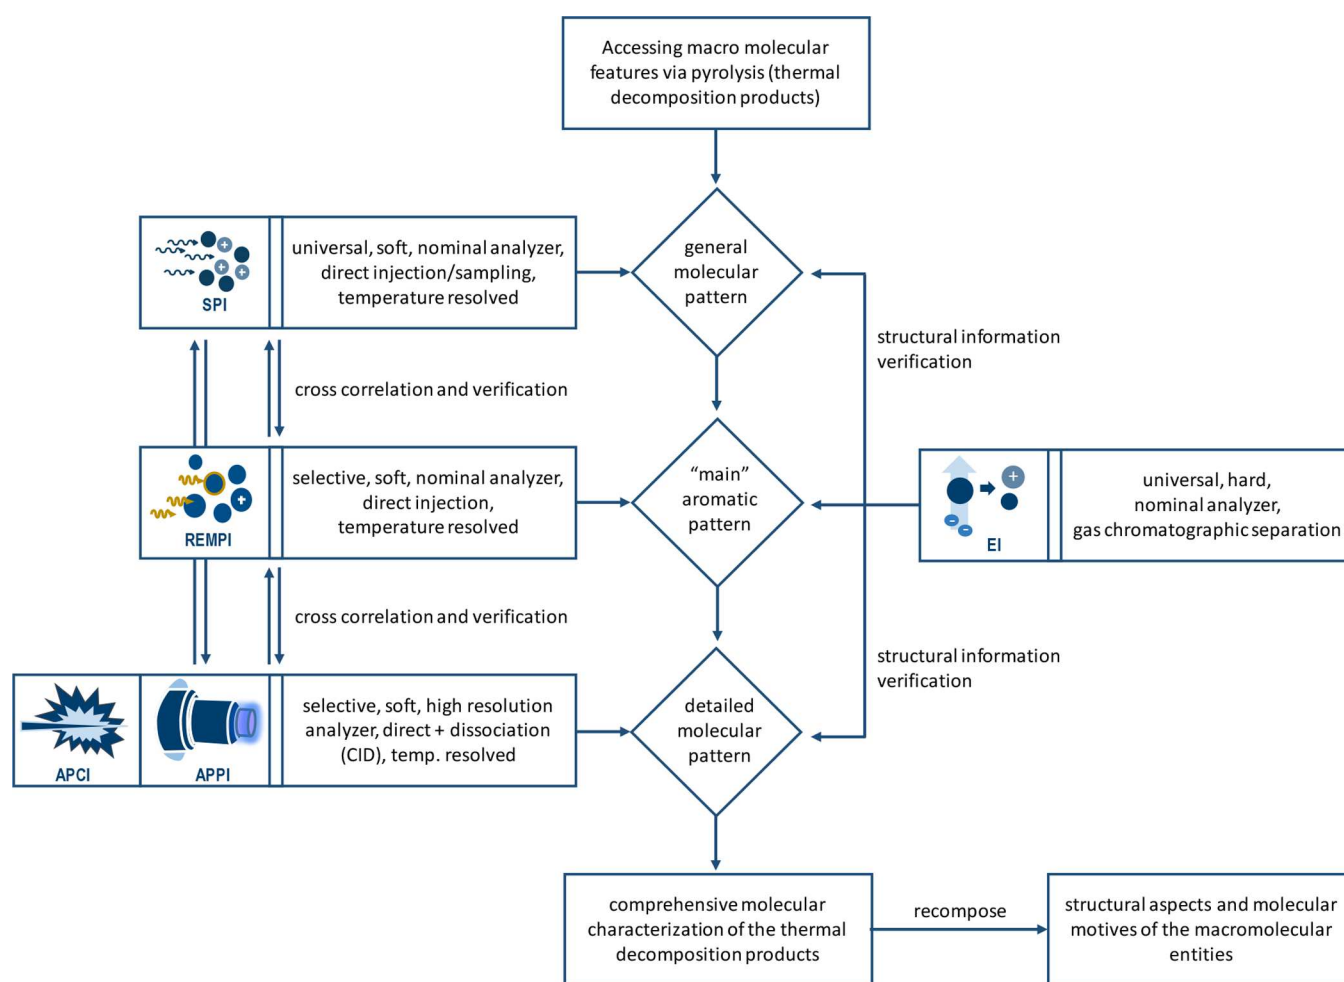 Accessing macro molecular
features via pyrolysis (thermal
decomposition products)
SPI
universal, soft, nominal analyzer,
direct injection/sampling,
temperature resolved
general
molecular
pattern
structural information
verification
cross correlation and verification
REMPI
selective, soft, nominal analyzer,
direct injection,
temperature resolved
“main”
aromatic
pattern
EI
universal, hard,
nominal analyzer,
gas chromatographic separation
cross correlation and verification
structural information
verification
APCI
APPI
selective, soft, high resolution
analyzer, direct + dissociation
(CID), temp. resolved
detailed
molecular
pattern
comprehensive molecular
characterization of the thermal
decomposition products
recompose
structural aspects and molecular
motives of the macromolecular
entities